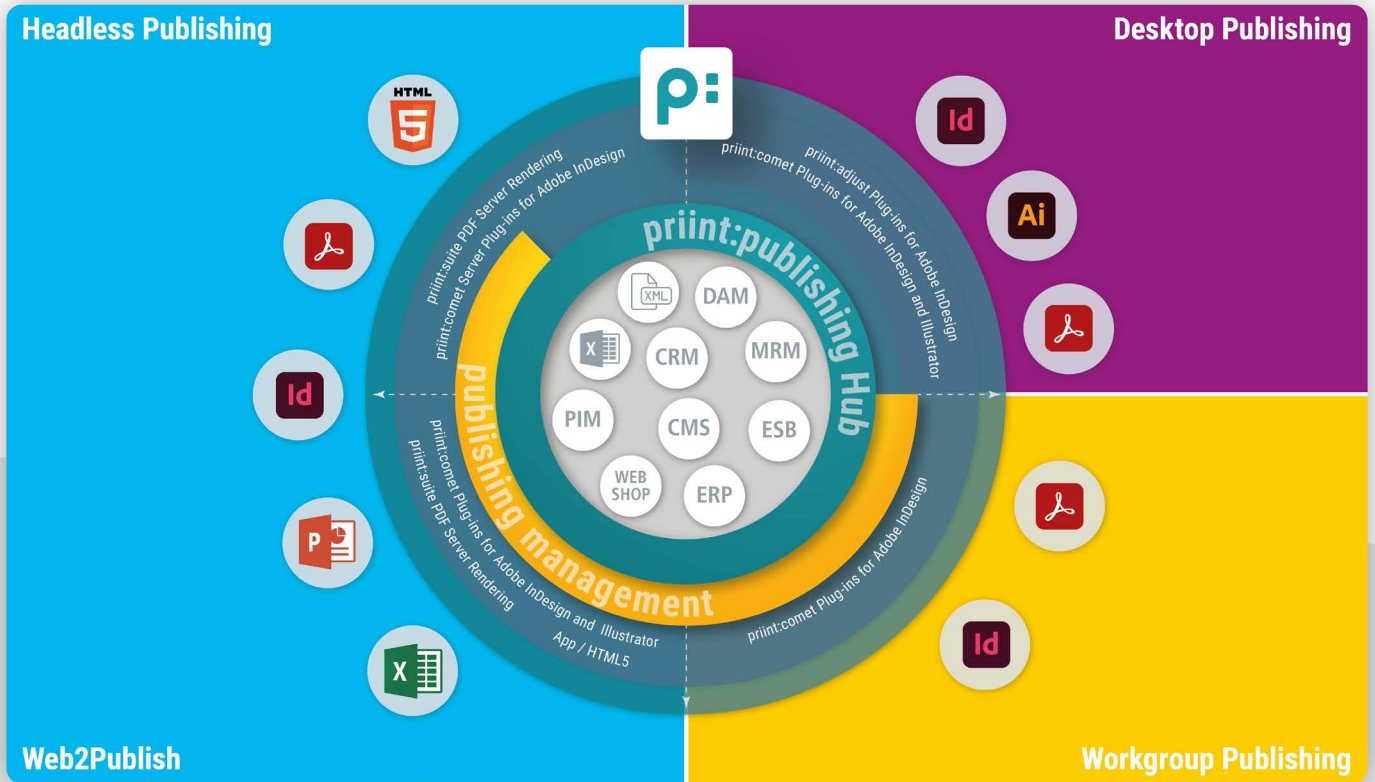 Headless Publishing
Desktop Publishing
p:
HTML
5
Id
Ai
Id
P
X
Id
priint:suite PDF Server Rendering
priint:comet Server Plug-ins for Adobe InDesign
priint:adjust Plug-ins for Adobe InDesign
priint:comet Plug-ins for Adobe InDesign and Illustrator
priint:publishing Hub
XML
DAM
X
CRM
MRM
PIM
CMS
ESB
WEB
SHOP
ERP
publishing management
priint:comet Plug-ins for Adobe InDesign and Illustrator
priint:suite PDF Server Rendering
App / HTML5
priint:comet Plug-ins for Adobe InDesign
Web2Publish
Workgroup Publishing